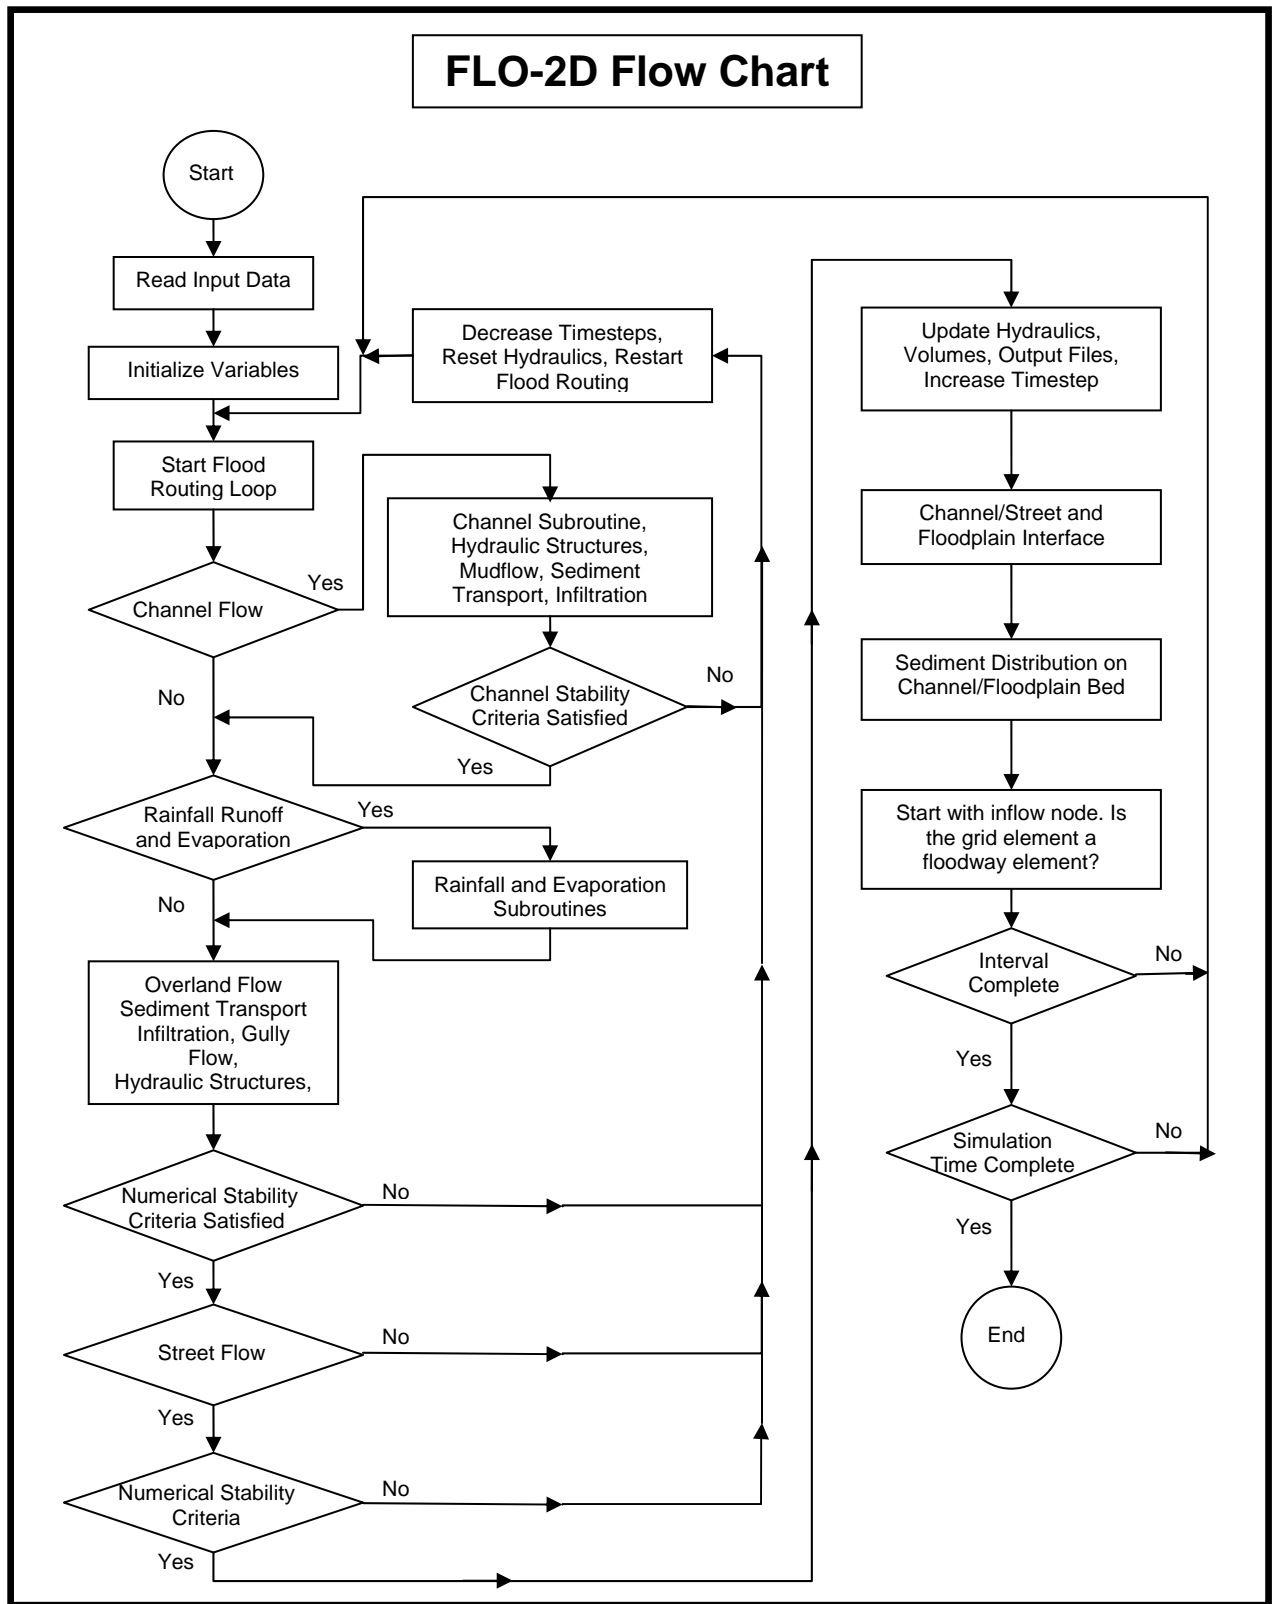 FLO-2D Flow Chart
Start
Read Input Data
Initialize Variables
Decrease Timesteps,
Reset Hydraulics, Restart
Flood Routing
Start Flood
Routing Loop
Channel Flow
Yes
No
Channel Subroutine,
Hydraulic Structures,
Mudflow, Sediment
Transport, Infiltration
Channel Stability
Criteria Satisfied
No
Yes
Rainfall Runoff
and Evaporation
Yes
No
Rainfall and Evaporation
Subroutines
Overland Flow
Sediment Transport
Infiltration, Gully
Flow,
Hydraulic Structures,
Numerical Stability
Criteria Satisfied
No
Yes
Street Flow
No
Yes
Numerical Stability
Criteria
No
Yes
Update Hydraulics,
Volumes, Output Files,
Increase Timestep
Channel/Street and
Floodplain Interface
Sediment Distribution on
Channel/Floodplain Bed
Start with inflow node. Is
the grid element a
floodway element?
Interval
Complete
No
Yes
Simulation
Time Complete
No
Yes
End